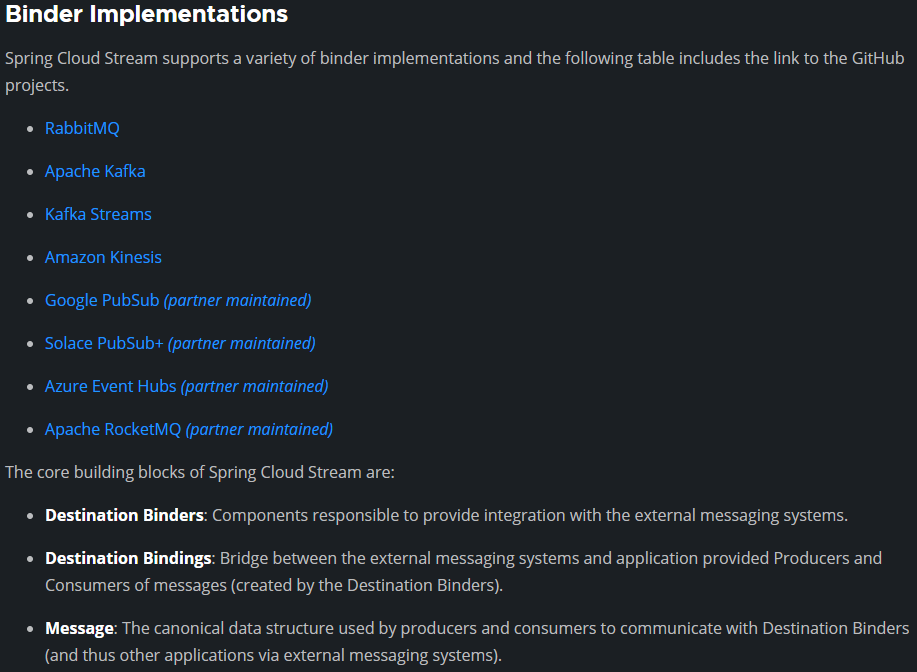 Binder Implementations
Spring Cloud Stream supports a variety of binder implementations and the following table includes the link to the GitHub
projects.
• RabbitMQ
• Apache Kafka
• Kafka Streams
• Amazon Kinesis
• Google PubSub (partner maintained)
• Solace PubSub+ (partner maintained)
• Azure Event Hubs (partner maintained)
• Apache RocketMQ (partner maintained)
The core building blocks of Spring Cloud Stream are:
• Destination Binders: Components responsible to provide integration with the external messaging systems.
• Destination Bindings: Bridge between the external messaging systems and application provided Producers and
Consumers of messages (created by the Destination Binders).
• Message: The canonical data structure used by producers and consumers to communicate with Destination Binders
(and thus other applications via external messaging systems).